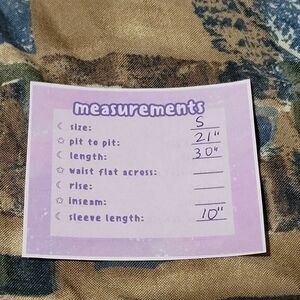 measurements
size: S
pit to pit: 21"
length: 30"
waist flat across:
rise:
inseam:
sleeve length: 10"